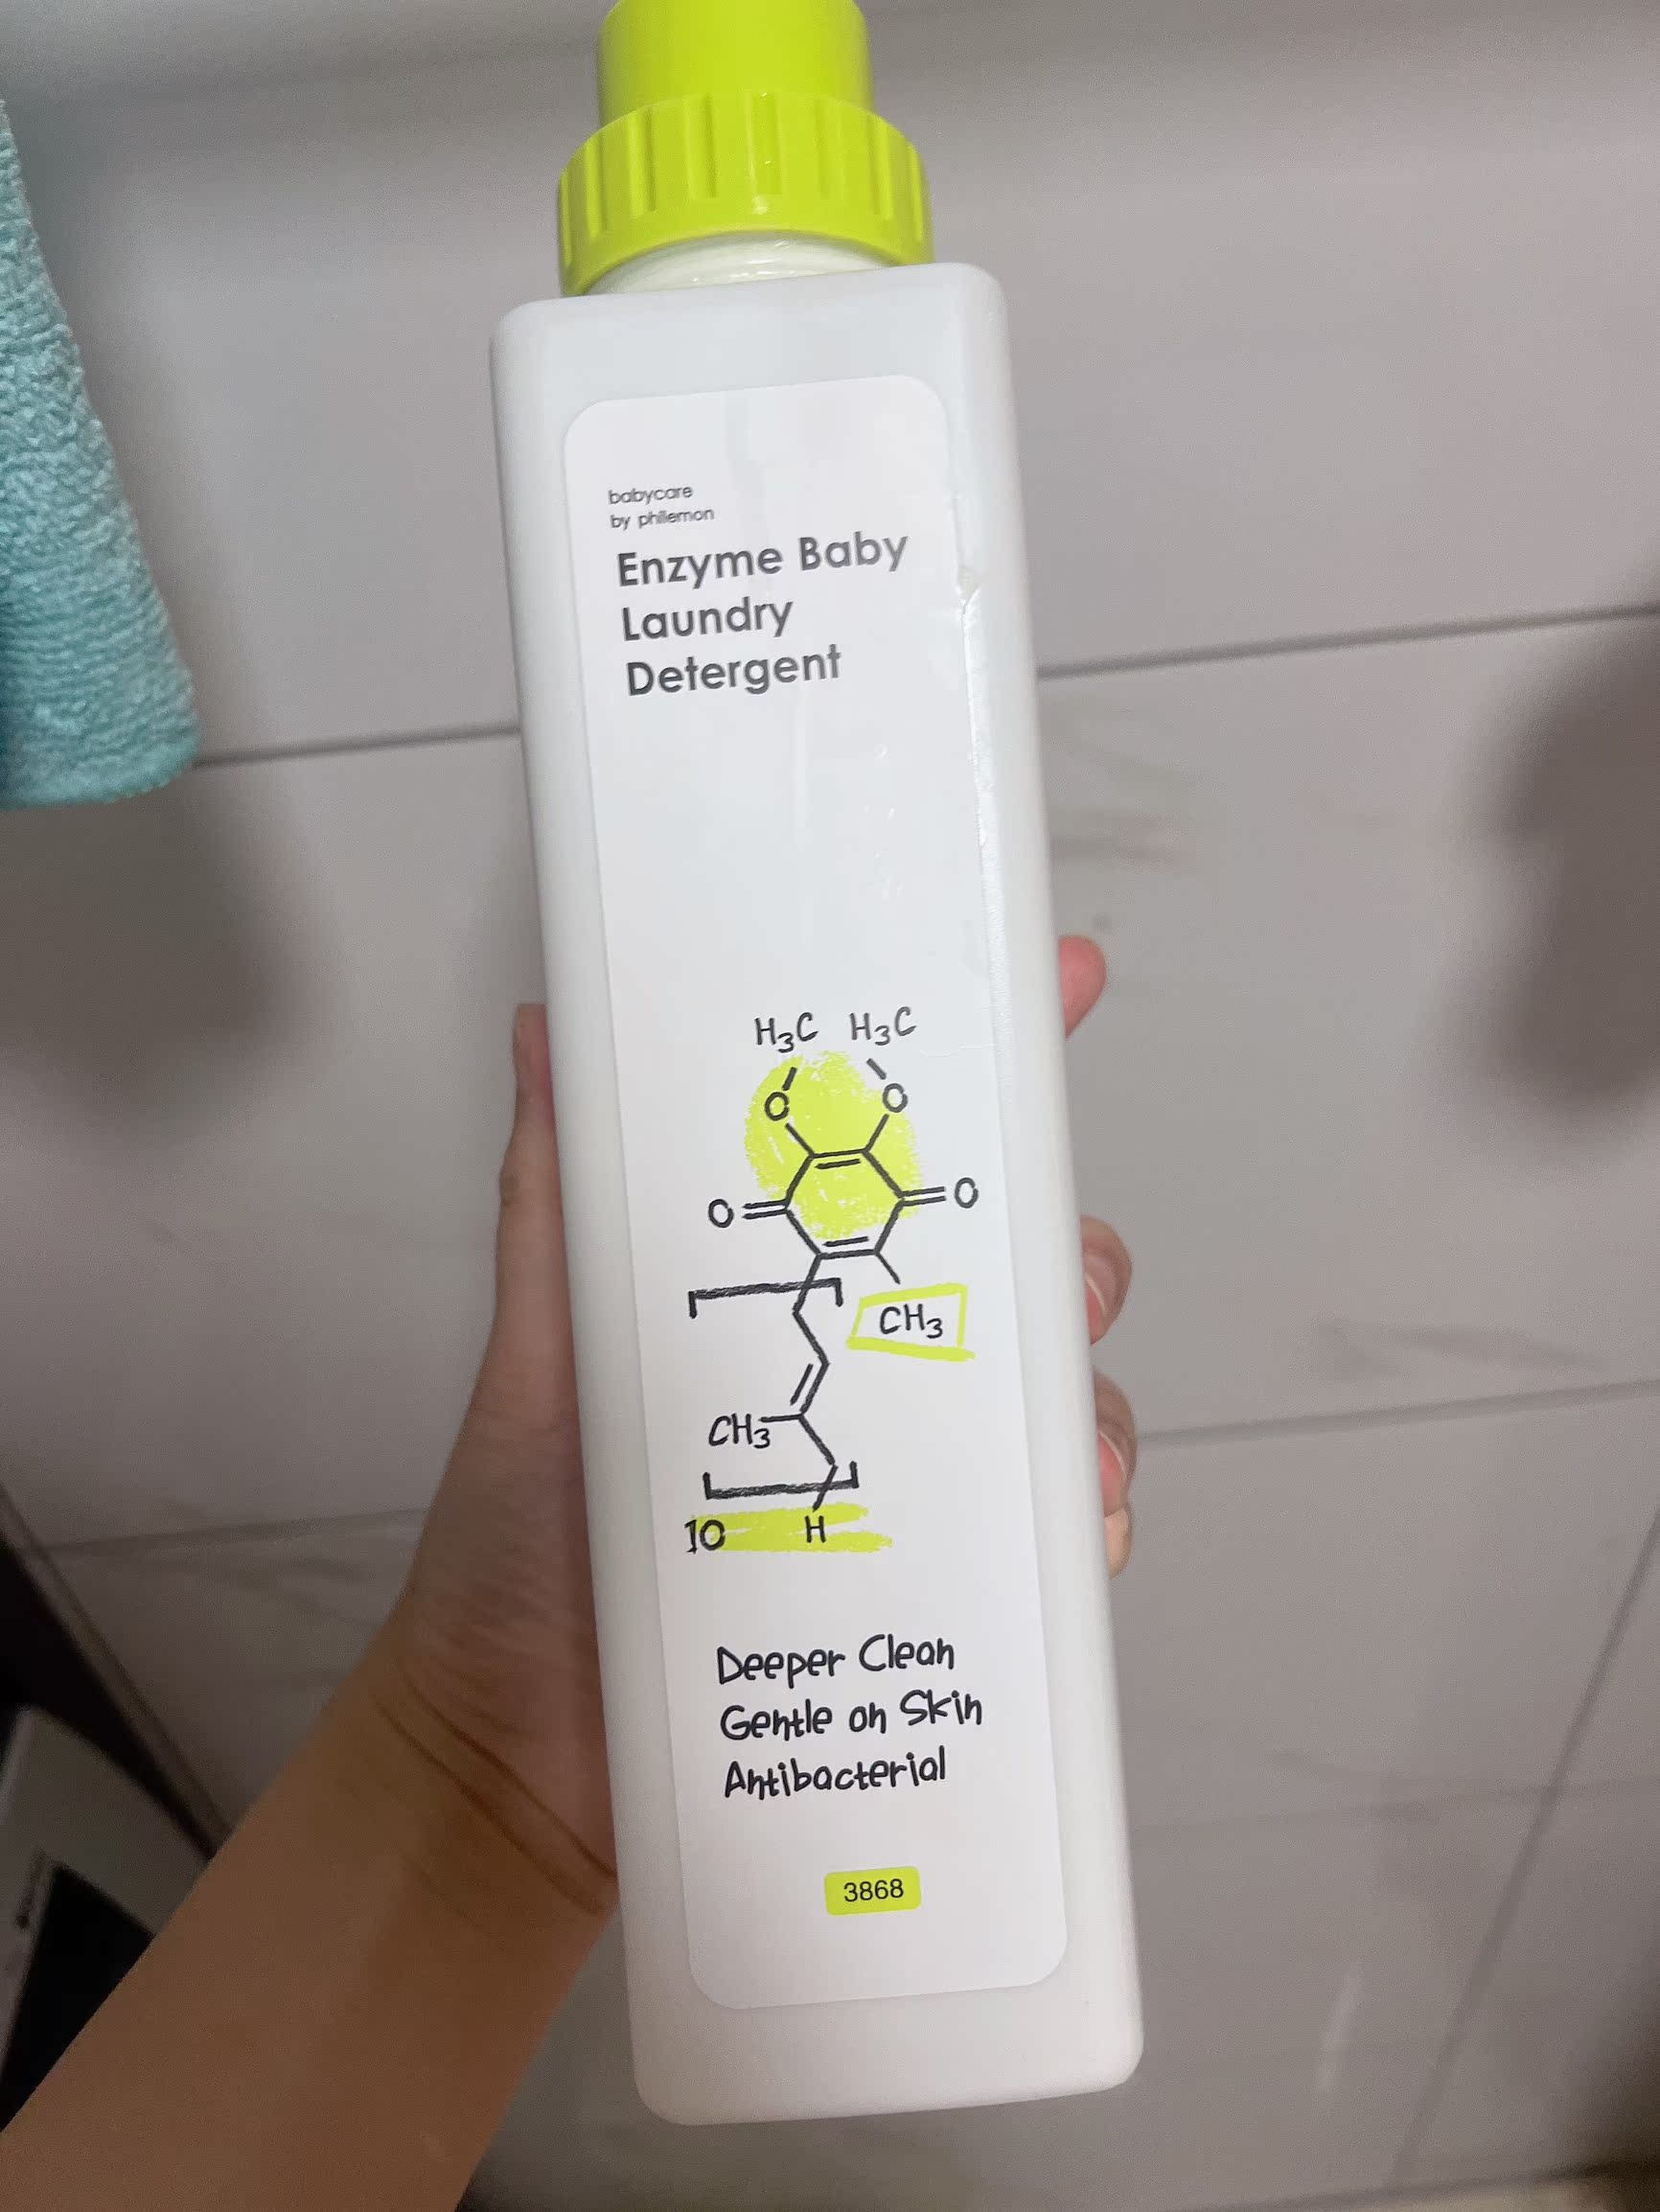 babycare
by philemon
Enzyme Baby
Laundry
Detergent
H3C H3C
O O
O O
CH3
CH3
10 H
Deeper Clean
Gentle on Skin
Antibacterial
3868